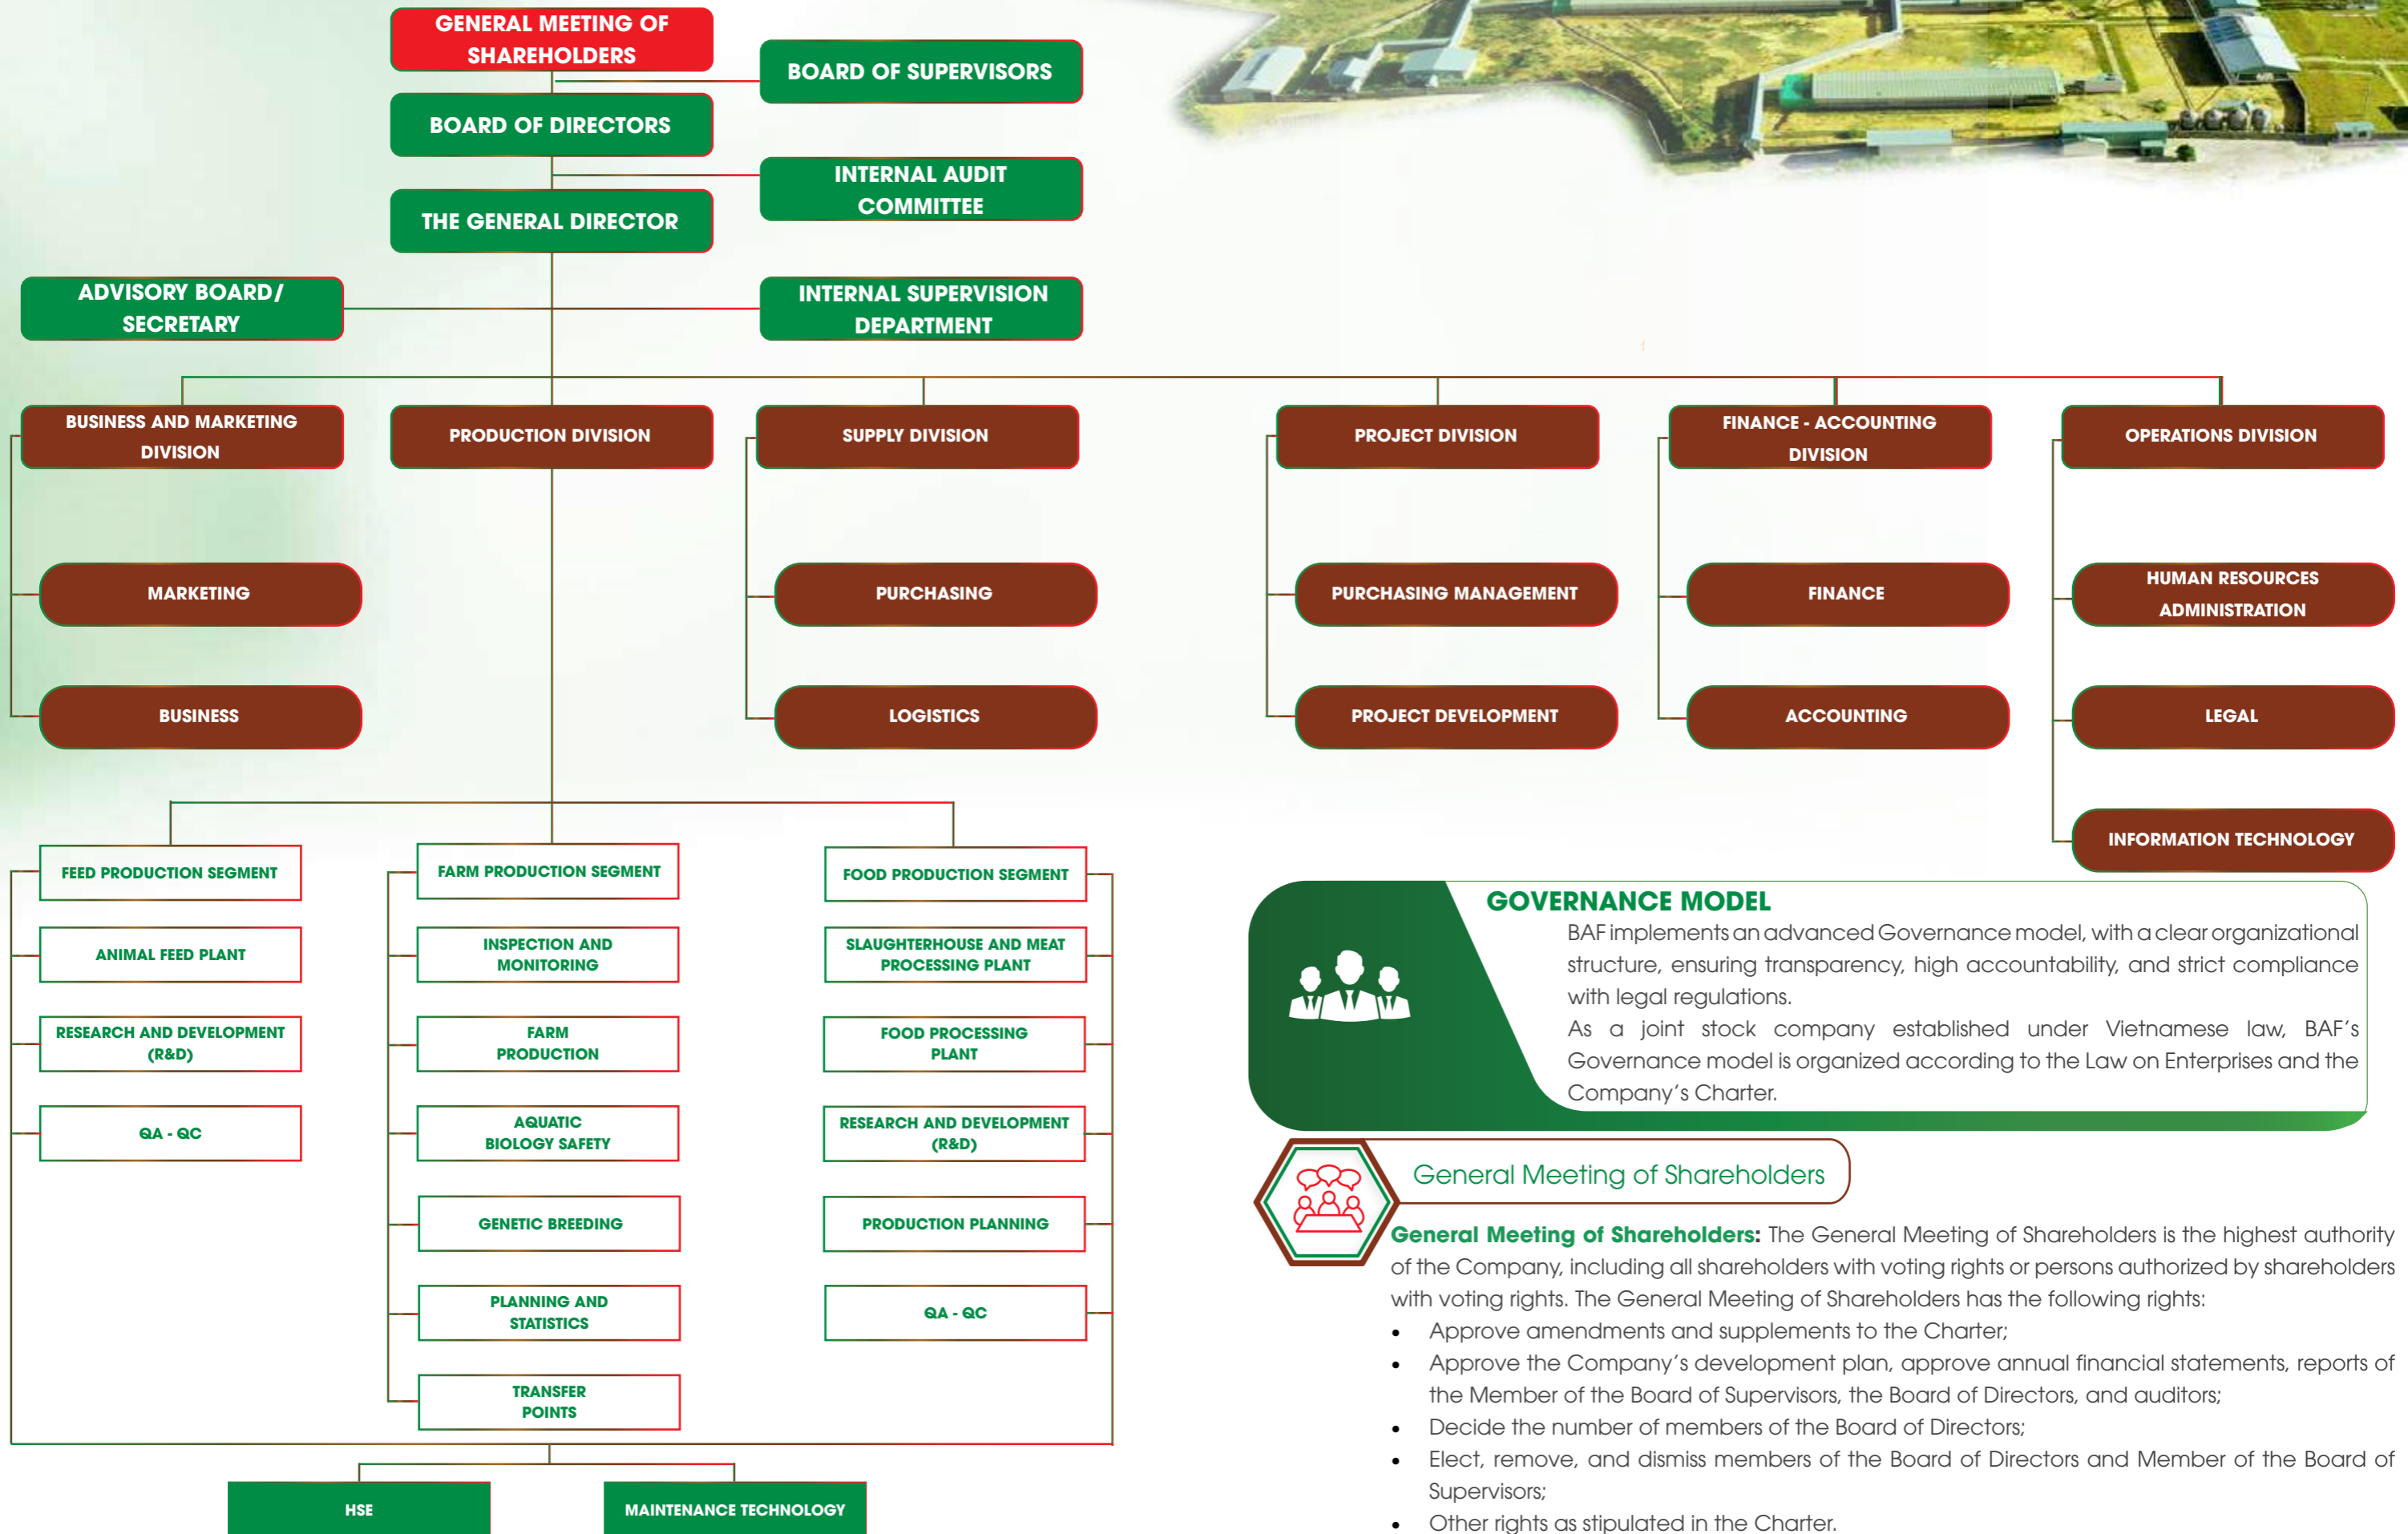 GENERAL MEETING OF
SHAREHOLDERS
BOARD OF SUPERVISORS
BOARD OF DIRECTORS
INTERNAL AUDIT
COMMITTEE
THE GENERAL DIRECTOR
ADVISORY BOARD/
SECRETARY
INTERNAL SUPERVISION
DEPARTMENT
BUSINESS AND MARKETING
DIVISION
PRODUCTION DIVISION
SUPPLY DIVISION
PROJECT DIVISION
FINANCE - ACCOUNTING
DIVISION
OPERATIONS DIVISION
MARKETING
PURCHASING
PURCHASING MANAGEMENT
FINANCE
HUMAN RESOURCES
ADMINISTRATION
BUSINESS
LOGISTICS
PROJECT DEVELOPMENT
ACCOUNTING
LEGAL
INFORMATION TECHNOLOGY
FEED PRODUCTION SEGMENT
ANIMAL FEED PLANT
RESEARCH AND DEVELOPMENT
(R&D)
QA - QC
FARM PRODUCTION SEGMENT
INSPECTION AND
MONITORING
FARM
PRODUCTION
AQUATIC
BIOLOGY SAFETY
GENETIC BREEDING
PLANNING AND
STATISTICS
TRANSFER
POINTS
FOOD PRODUCTION SEGMENT
SLAUGHTERHOUSE AND MEAT
PROCESSING PLANT
FOOD PROCESSING
PLANT
RESEARCH AND DEVELOPMENT
(R&D)
PRODUCTION PLANNING
QA - QC
HSE
MAINTENANCE TECHNOLOGY
GOVERNANCE MODEL
BAF implements an advanced Governance model, with a clear organizational
structure, ensuring transparency, high accountability, and strict compliance
with legal regulations.
As a joint stock company established under Vietnamese law, BAF's
Governance model is organized according to the Law on Enterprises and the
Company's Charter.
General Meeting of Shareholders
General Meeting of Shareholders: The General Meeting of Shareholders is the highest authority
of the Company, including all shareholders with voting rights or persons authorized by shareholders
with voting rights. The General Meeting of Shareholders has the following rights:
• Approve amendments and supplements to the Charter;
• Approve the Company's development plan, approve annual financial statements, reports of
the Member of the Board of Supervisors, the Board of Directors, and auditors;
• Decide the number of members of the Board of Directors;
• Elect, remove, and dismiss members of the Board of Directors and Member of the Board of
Supervisors;
• Other rights as stipulated in the Charter.